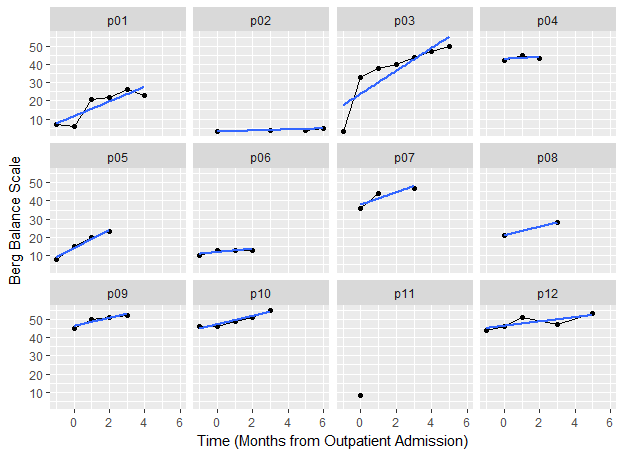 p01 p02 p03 p04
50
40
30
20
10
p05 p06 p07 p08
50
40
30
20
10
p09 p10 p11 p12
50
40
30
20
10
0 2 4 6 0 2 4 6 0 2 4 6 0 2 4 6
Time (Months from Outpatient Admission)
Berg Balance Scale